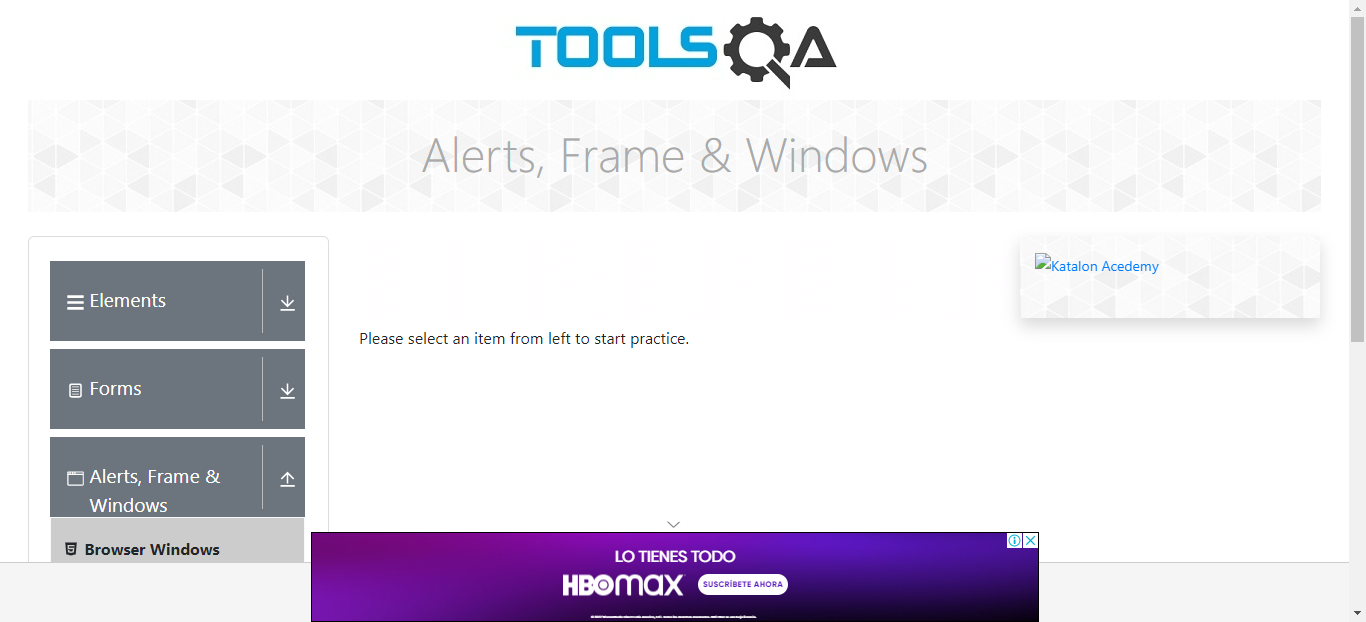 TOOLSQA
Alerts, Frame & Windows
Elements
Forms
Alerts, Frame &
Windows
Browser Windows
Please select an item from left to start practice.
Katalon Acedemy
LO TIENES TODO
HBOMAX
SUSCRÍBETE AHORA